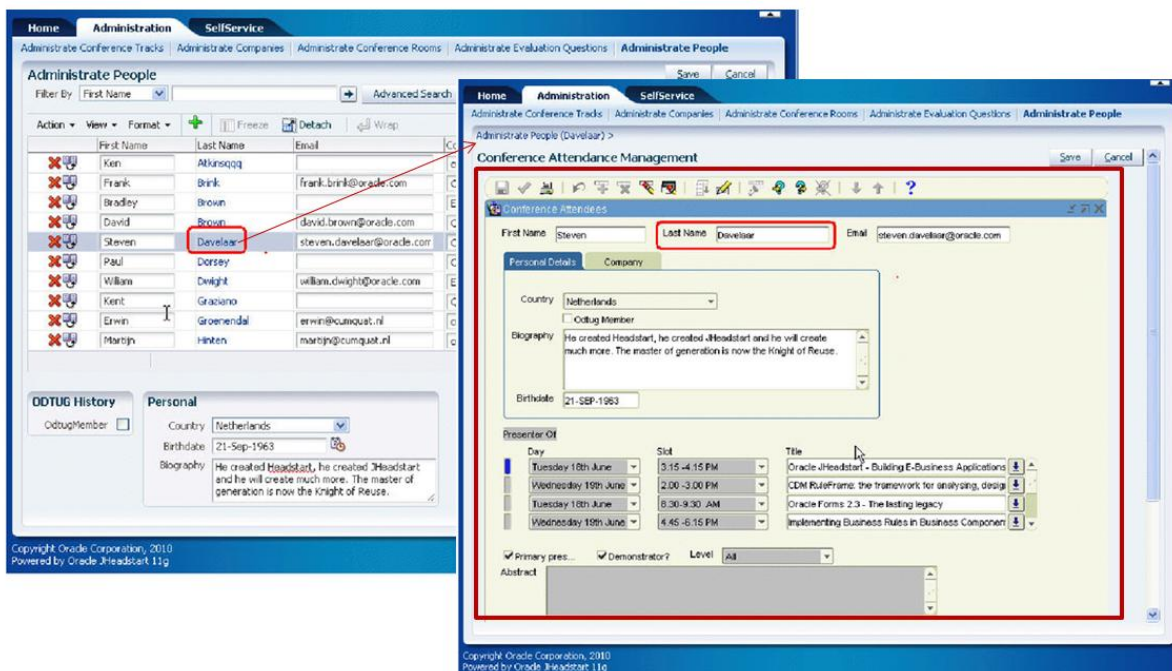 Home Administration SelfService
Administrate Conference Tracks Administrate Companies Administrate Conference Rooms Administrate Evaluation Questions Administrate People
Administrate People Save Cancel
Filter By First Name Advanced Search
Action View Format Freeze Detach Wrap
First Name Last Name Email
Ken Atkinsqqq
Frank Brink frank.brink@oracle.com
Bradley Brown
David Brown david.brown@oracle.com
Steven Davelaar steven.davelaar@oracle.com
Paul Dorsey
William Dwight william.dwight@oracle.com
Kent Graziano
Erwin Groenendal erwin@cumquat.nl
Martijn Hinten martijn@cumquat.nl
ODTUG History
OdtugMember
Personal
Country Netherlands
Birthdate 21-Sep-1963
Biography He created Headstart, he created JHeadstart
and he will create much more. The master of
generation is now the Knight of Reuse.
Copyright Oracle Corporation, 2010
Powered by Oracle JHeadstart 11g
Home Administration SelfService
Administrate Conference Tracks Administrate Companies Administrate Conference Rooms Administrate Evaluation Questions Administrate People
Administrate People (Davelaar) >
Conference Attendance Management Save Cancel
Conference Attendees
First Name Steven Last Name Davelaar Email steven.davelaar@oracle.com
Personal Details Company
Country Netherlands
Odtug Member
Biography He created Headstart, he created JHeadstart and he will create
much more. The master of generation is now the Knight of Reuse.
Birthdate 21-SEP-1963
Presenter Of
Day Slot Title
Tuesday 18th June 3.15 -4.15 PM Oracle JHeadstart - Building E-Business Applications
Wednesday 19th June 2.00 -3.00 PM CDM RuleFrame: the framework for analysing, desig
Tuesday 18th June 8.30-9.30 AM Oracle Forms 2.3 - The lasting legacy
Wednesday 19th June 4.45 -6.15 PM Implementing Business Rules in Business Componen
Primary pres... Demonstrator? Level All
Abstract
Copyright Oracle Corporation, 2010
Powered by Oracle JHeadstart 11g